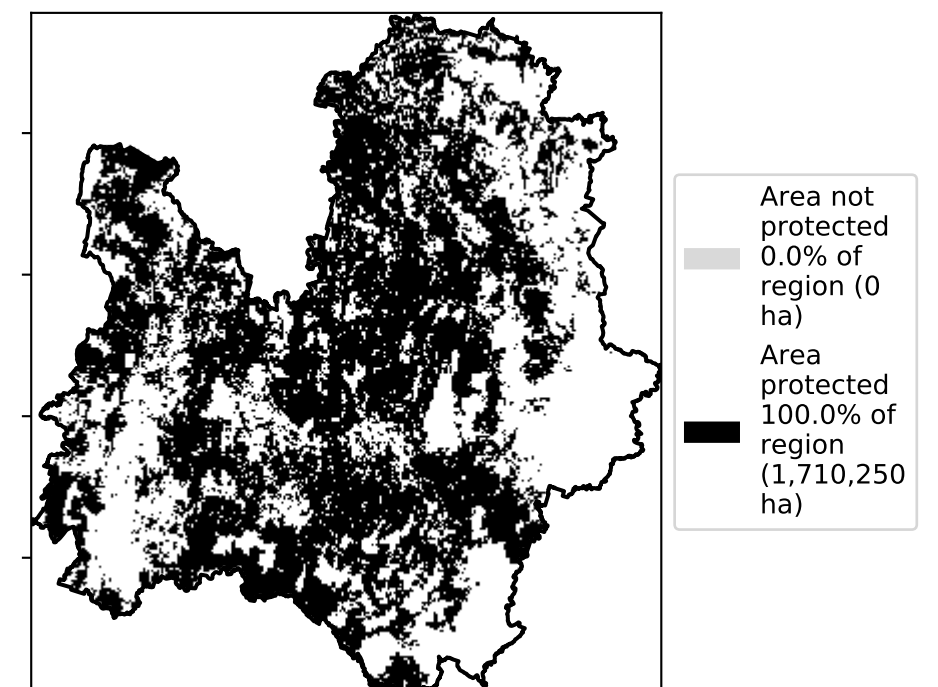 Area not
protected
0.0% of
region (0
ha)
Area
protected
100.0% of
region
(1,710,250
ha)